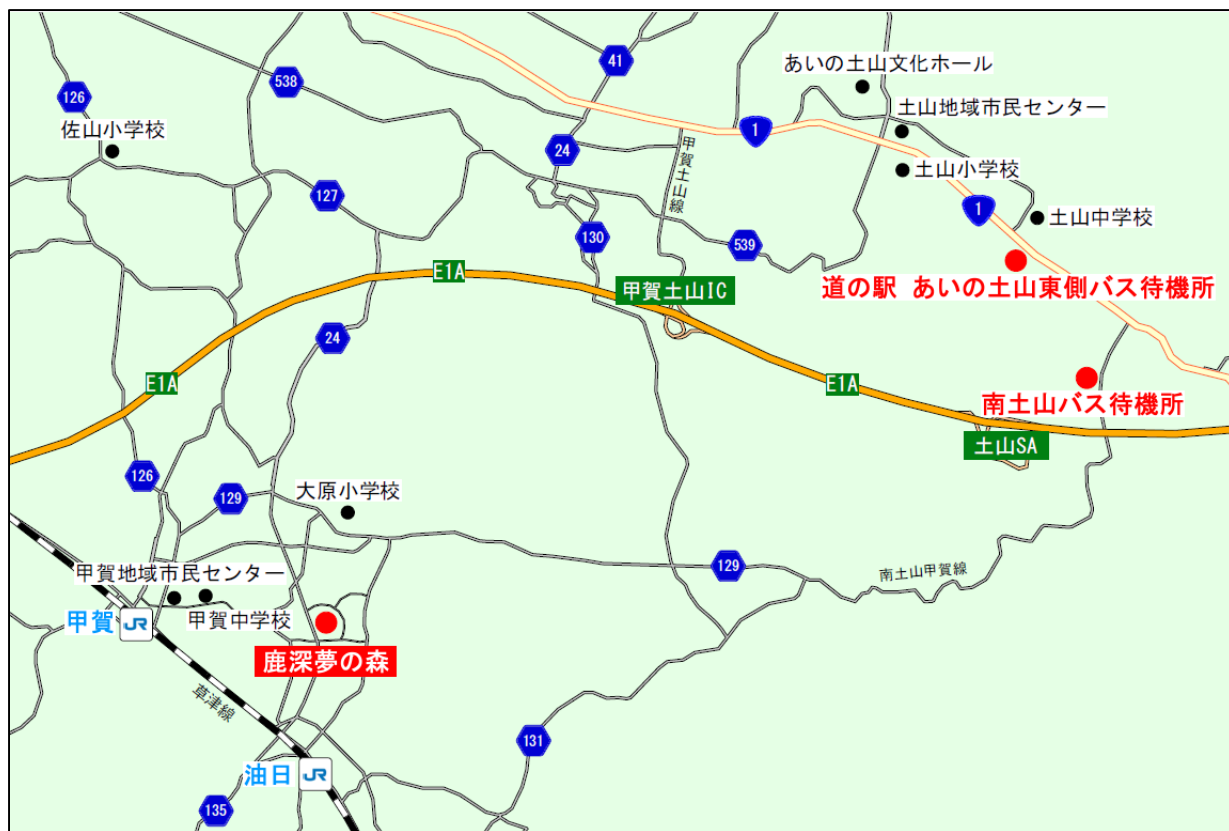 41
538
あいの土山文化ホール
126
土山地域市民センター
佐山小学校
1
24
甲賀土山線
土山小学校
127
1
土山中学校
130
539
E1A
道の駅 あいの土山東側バス待機所
甲賀土山IC
24
E1A
E1A
南土山バス待機所
土山SA
126
129
大原小学校
129
南土山甲賀線
甲賀地域市民センター
甲賀
JR
甲賀中学校
鹿深夢の森
草津線
131
油日
JR
135